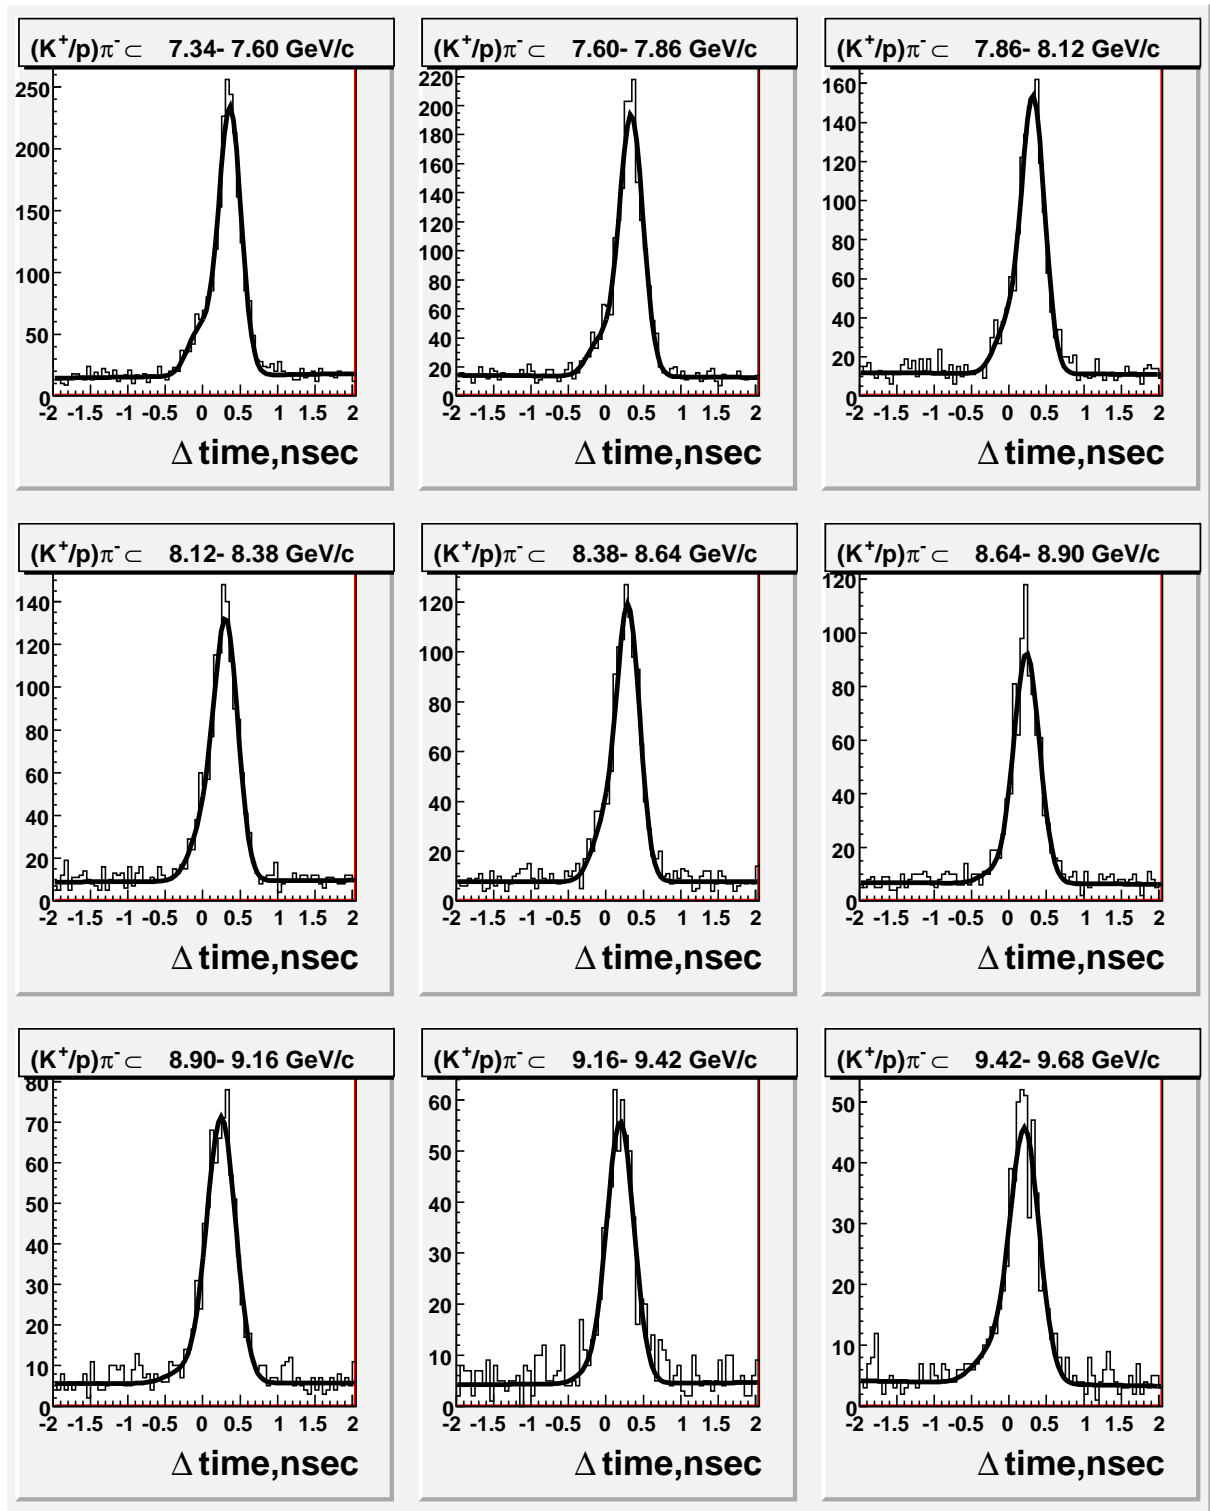 (K+/p)π- ⊂ 7.34- 7.60 GeV/c
250
200
150
100
50
0
-2 -1.5 -1 -0.5 0 0.5 1 1.5 2
Δ time,nsec
(K+/p)π- ⊂ 7.60- 7.86 GeV/c
220
200
180
160
140
120
100
80
60
40
20
0
-2 -1.5 -1 -0.5 0 0.5 1 1.5 2
Δ time,nsec
(K+/p)π- ⊂ 7.86- 8.12 GeV/c
160
140
120
100
80
60
40
20
0
-2 -1.5 -1 -0.5 0 0.5 1 1.5 2
Δ time,nsec
(K+/p)π- ⊂ 8.12- 8.38 GeV/c
140
120
100
80
60
40
20
0
-2 -1.5 -1 -0.5 0 0.5 1 1.5 2
Δ time,nsec
(K+/p)π- ⊂ 8.38- 8.64 GeV/c
120
100
80
60
40
20
0
-2 -1.5 -1 -0.5 0 0.5 1 1.5 2
Δ time,nsec
(K+/p)π- ⊂ 8.64- 8.90 GeV/c
120
100
80
60
40
20
0
-2 -1.5 -1 -0.5 0 0.5 1 1.5 2
Δ time,nsec
(K+/p)π- ⊂ 8.90- 9.16 GeV/c
80
70
60
50
40
30
20
10
0
-2 -1.5 -1 -0.5 0 0.5 1 1.5 2
Δ time,nsec
(K+/p)π- ⊂ 9.16- 9.42 GeV/c
60
50
40
30
20
10
0
-2 -1.5 -1 -0.5 0 0.5 1 1.5 2
Δ time,nsec
(K+/p)π- ⊂ 9.42- 9.68 GeV/c
50
40
30
20
10
0
-2 -1.5 -1 -0.5 0 0.5 1 1.5 2
Δ time,nsec